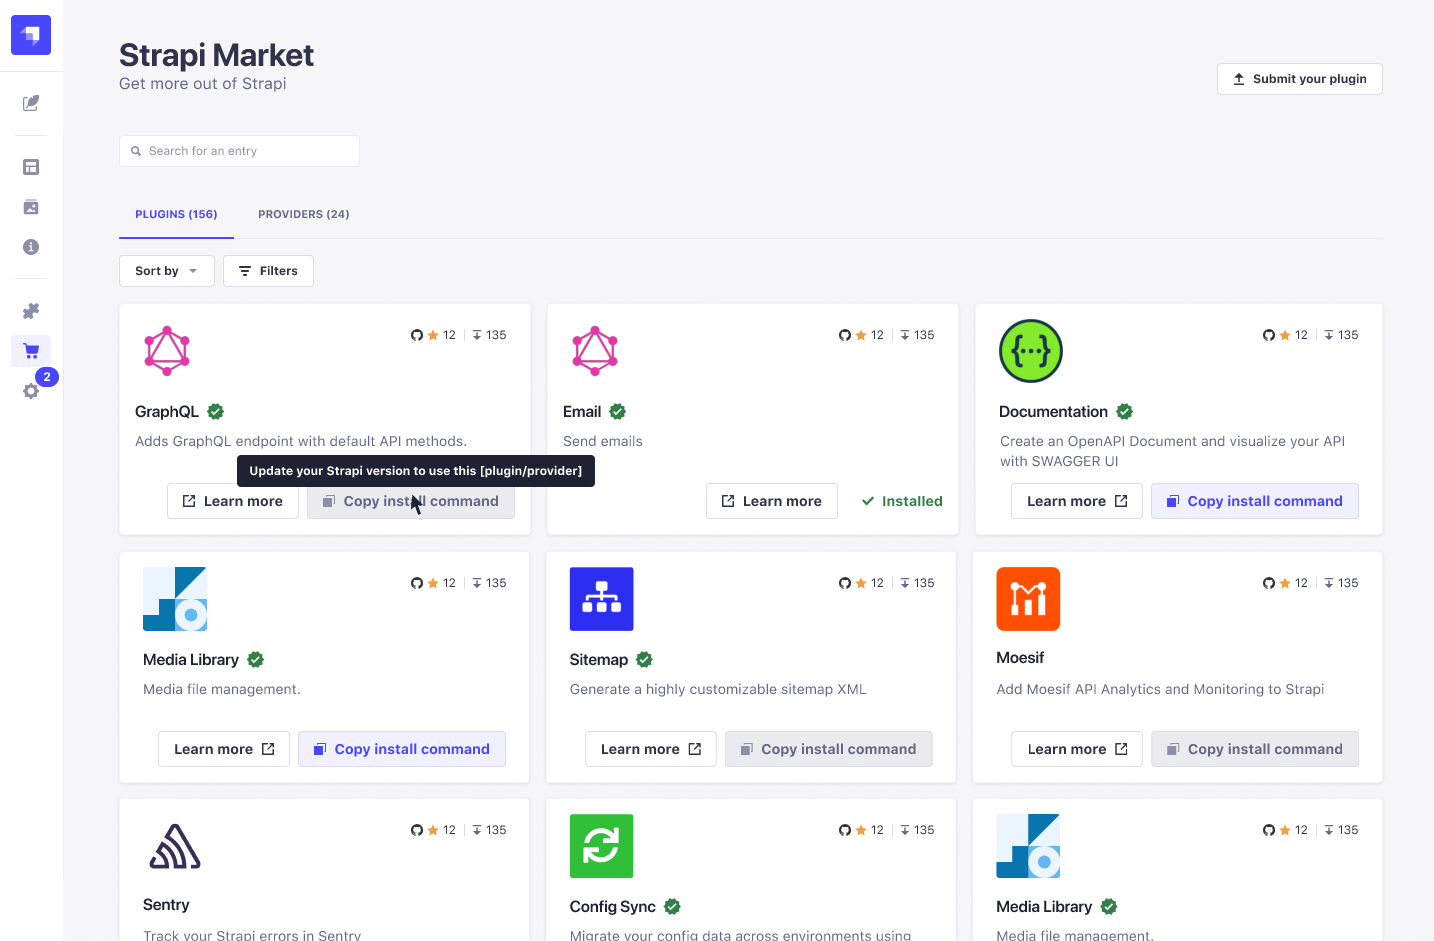 Strapi Market
Get more out of Strapi
Submit your plugin
Search for an entry
PLUGINS (156)
PROVIDERS (24)
Sort by
Filters
12
135
GraphQL
Adds GraphQL endpoint with default API methods.
Update your Strapi version to use this [plugin/provider]
Learn more
Copy install command
12
135
Email
Send emails
Learn more
Installed
12
135
Documentation
Create an OpenAPI Document and visualize your API
with SWAGGER UI
Learn more
Copy install command
2
12
135
Media Library
Media file management.
Learn more
Copy install command
12
135
Sitemap
Generate a highly customizable sitemap XML
Learn more
Copy install command
12
135
Moesif
Add Moesif API Analytics and Monitoring to Strapi
Learn more
Copy install command
12
135
Sentry
Track your Strapi errors in Sentry
12
135
Config Sync
Migrate your config data across environments using
12
135
Media Library
Media file management.